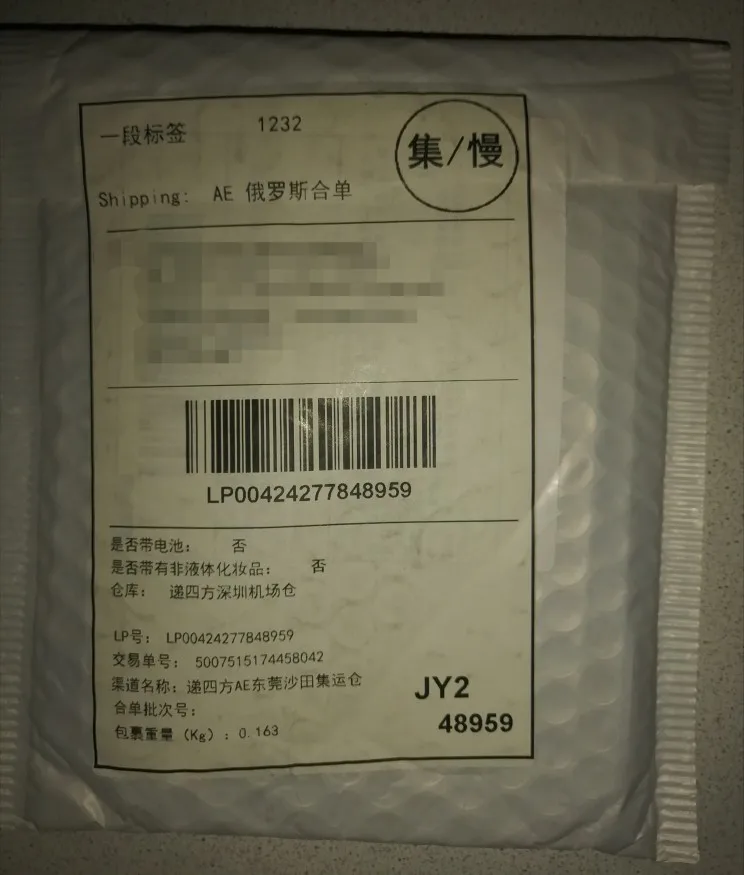 一段标签 1232
集/慢
Shipping: AE 俄罗斯合单
LP00424277848959
是否带电池： 否
是否带有非液体化妆品： 否
仓库： 递四方深圳机场仓
LP号： LP00424277848959
交易单号： 5007515174458042
渠道名称：递四方AE东莞沙田集运仓
合单批次号：
包裹重量（Kg）：0.163
JY2
48959